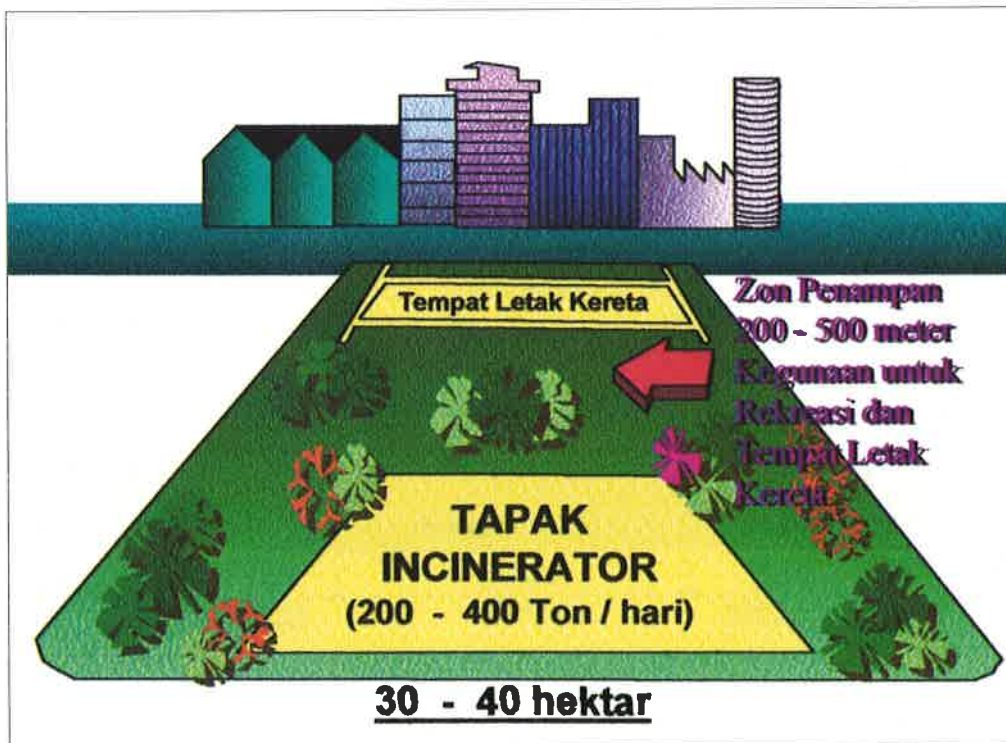 Tempat Letak Kereta
Zon Penampan
200 - 500 meter
Kegunaan untuk
Rekreasi dan
Tempat Letak
Kereta
TAPAK
INCINERATOR
(200 - 400 Ton / hari)
30 - 40 hektar